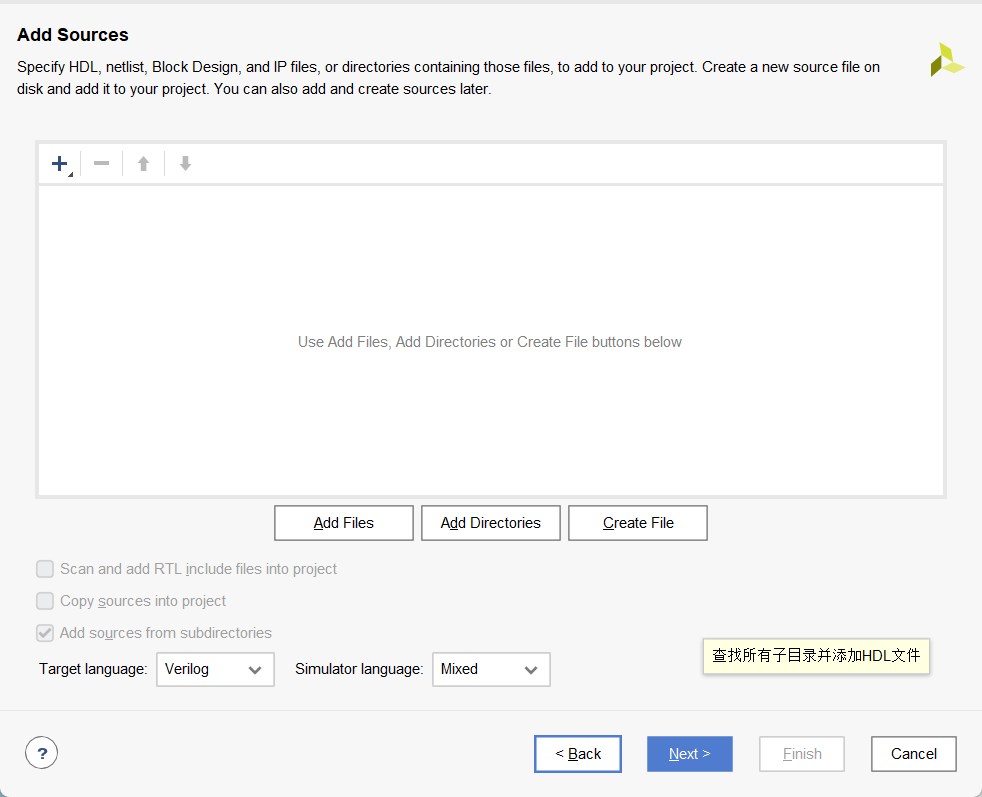 Add Sources
Specify HDL, netlist, Block Design, and IP files, or directories containing those files, to add to your project. Create a new source file on
disk and add it to your project. You can also add and create sources later.
Use Add Files, Add Directories or Create File buttons below
Add Files
Add Directories
Create File
Scan and add RTL include files into project
Copy sources into project
Add sources from subdirectories
Target language: Verilog Simulator language: Mixed
查找所有子目录并添加HDL文件
?
< Back
Next >
Finish
Cancel